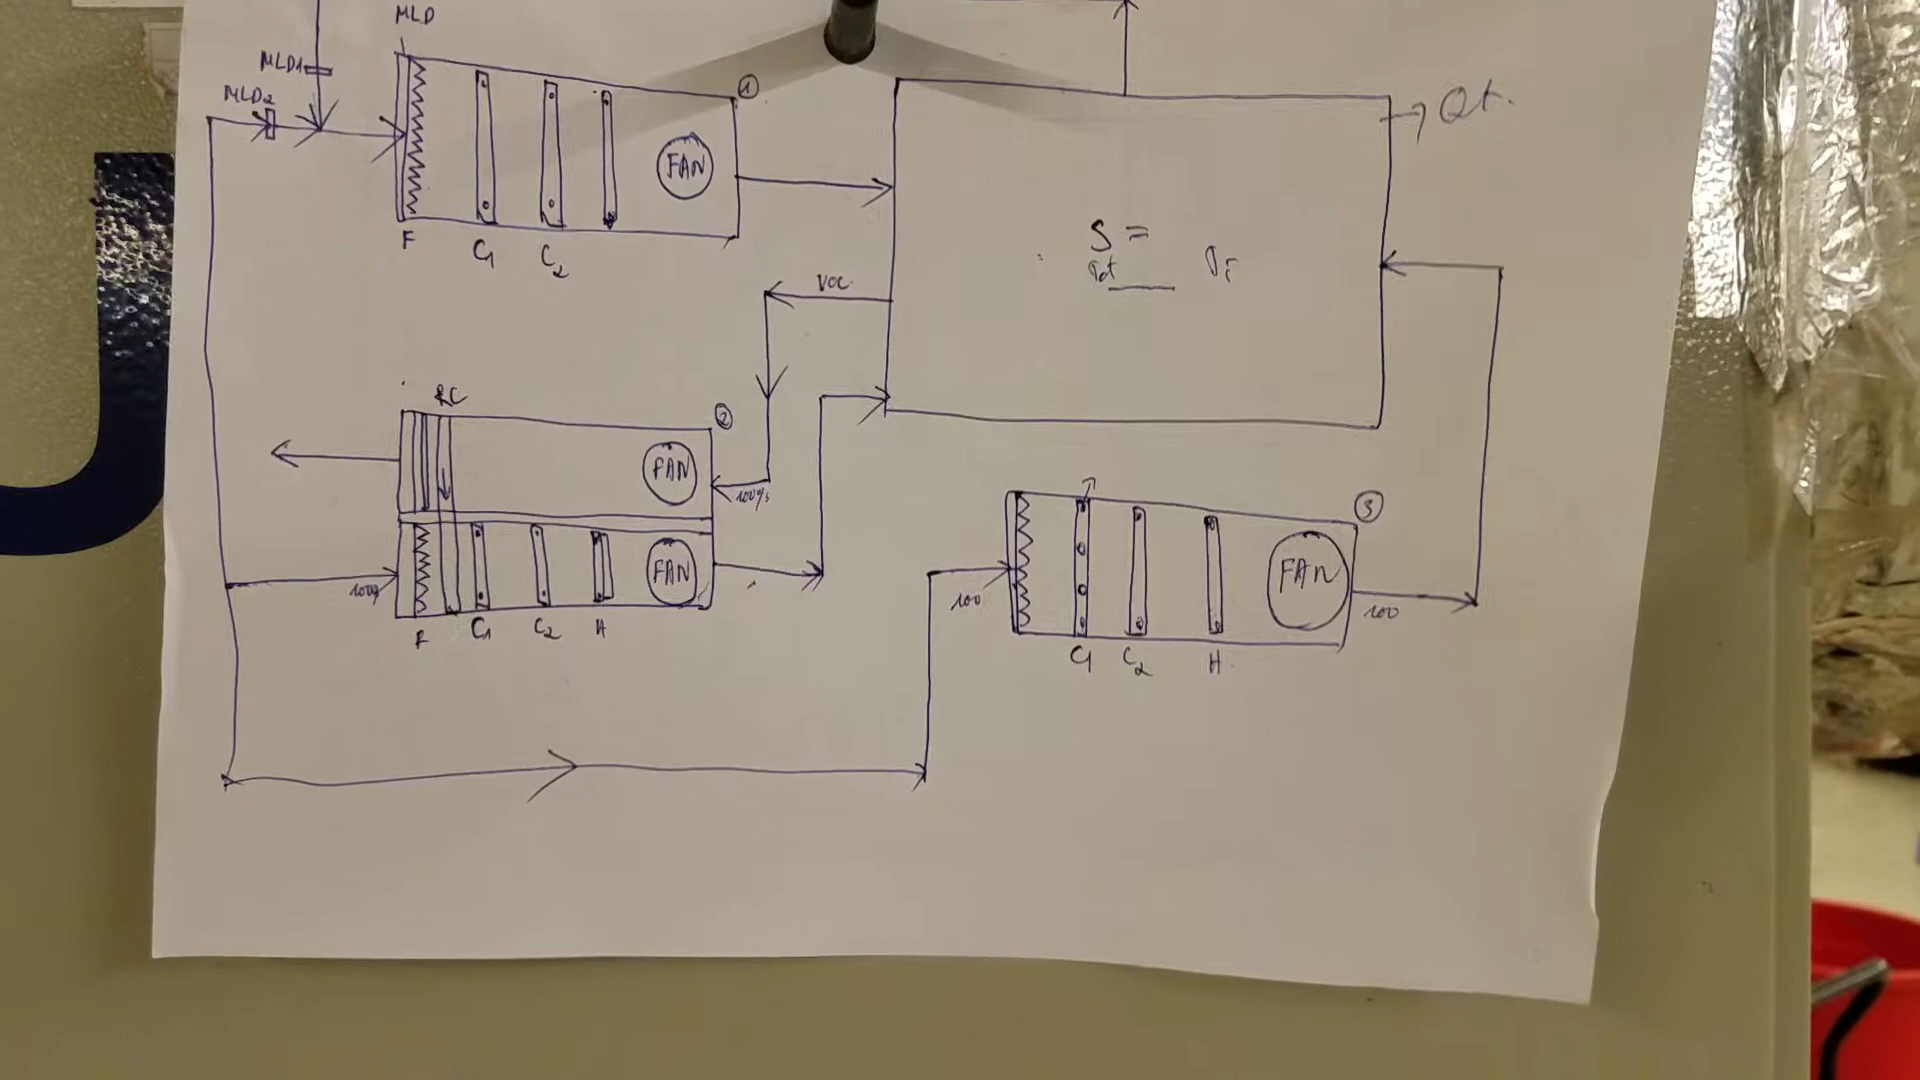 MLD
MLD1
MLD2
1
FAN
F
C1
C2
Qt.
S =
VOC.
RC
2
FAN
100%
100%
FAN
F
C1
C2
H
3
FAN
100
100
C1
C2
H